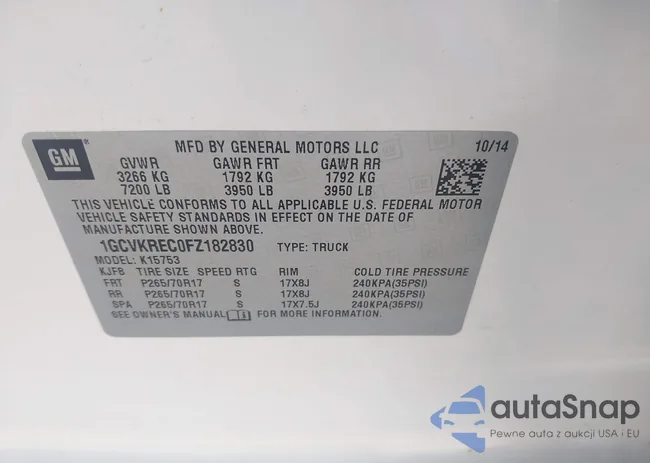 GM
MFD BY GENERAL MOTORS LLC 10/14
GVWR GAWR FRT GAWR RR
3266 KG 1792 KG 1792 KG
7200 LB 3950 LB 3950 LB
THIS VEHICLE CONFORMS TO ALL APPLICABLE U.S. FEDERAL MOTOR
VEHICLE SAFETY STANDARDS IN EFFECT ON THE DATE OF
MANUFACTURE SHOWN ABOVE.
1GCVKREC0FZ182830 TYPE: TRUCK
MODEL: K15753
KJFB TIRE SIZE SPEED RTG RIM COLD TIRE PRESSURE
FRT P265/70R17 S 17X8J 240KPA(35PSI)
RR P265/70R17 S 17X8J 240KPA(35PSI)
SPA P265/70R17 S 17X7.5J 240KPA(35PSI)
SEE OWNER'S MANUAL FOR MORE INFORMATION.
autaSnap
Pewne auta z aukcji USA i EU